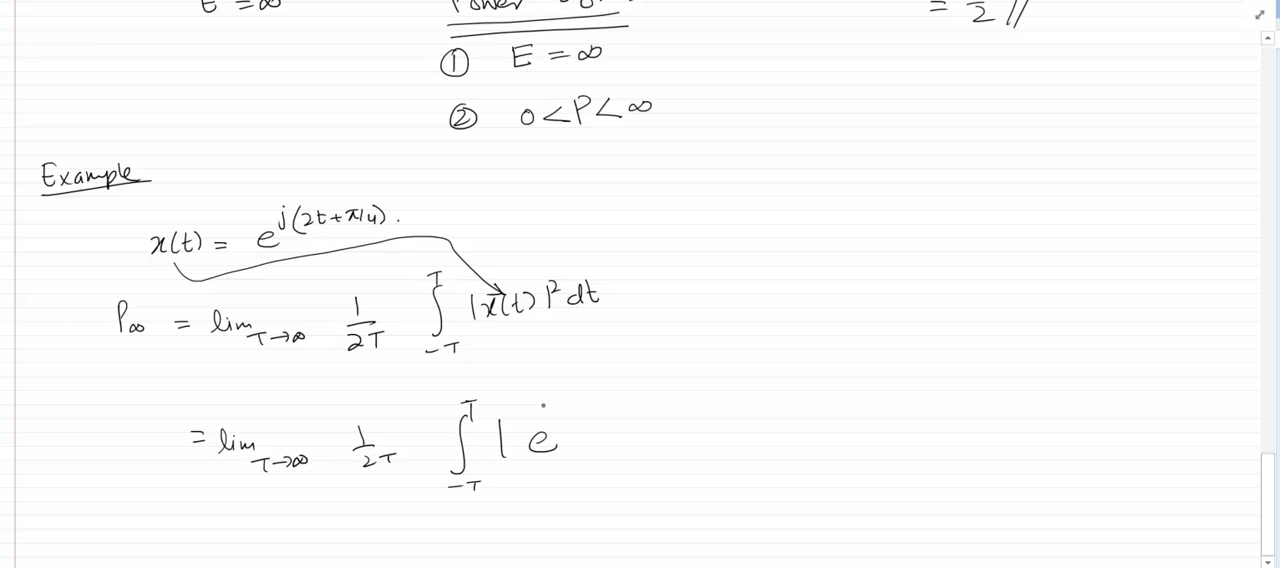 E = ∞
Power
= /2 //
① E = ∞
② 0 < P < ∞
Example
x(t) = e^{j(2t+π/4)}.
P∞ = lim_{T→∞} 1/2T ∫_{-T}^{T} |x(t)|² dt
= lim_{T→∞} 1/2T ∫_{-T}^{T} | e